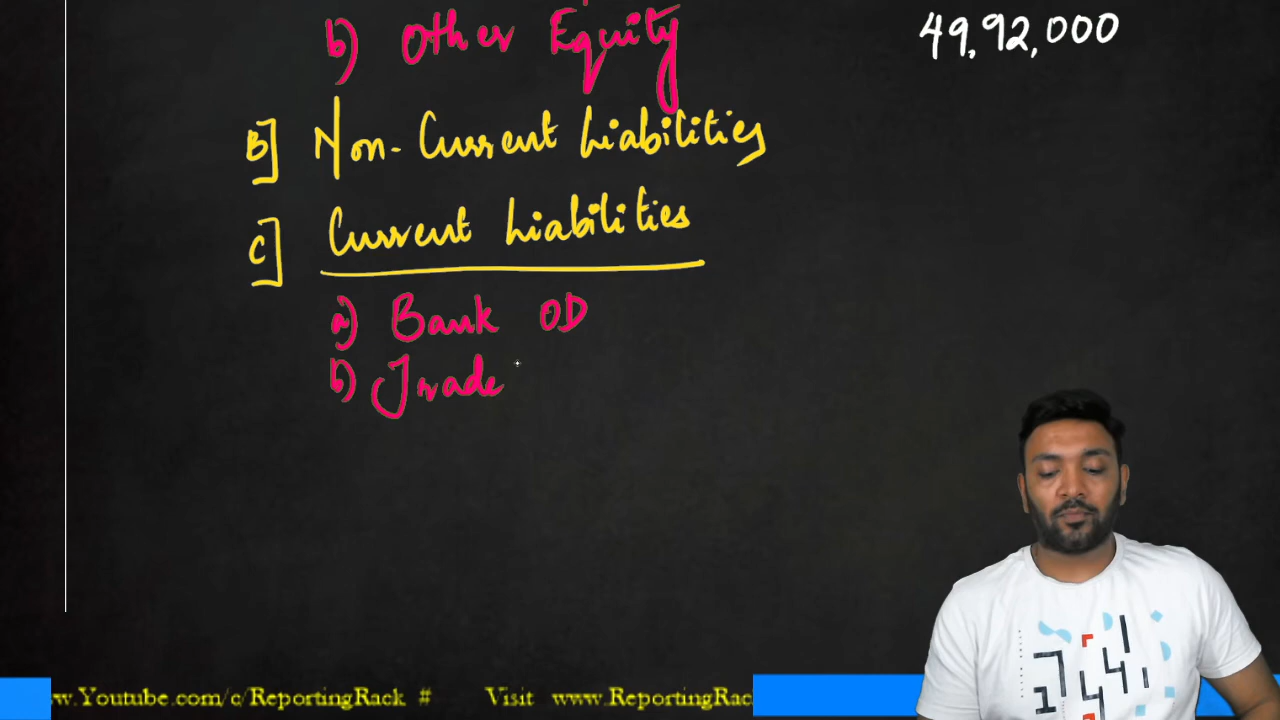 b) Other Equity 49,92,000
B] Non-Current Liabilities
C] Current Liabilities
a) Bank OD
b) Trade
w.Youtube.com/c/ReportingRack # Visit www.ReportingRac